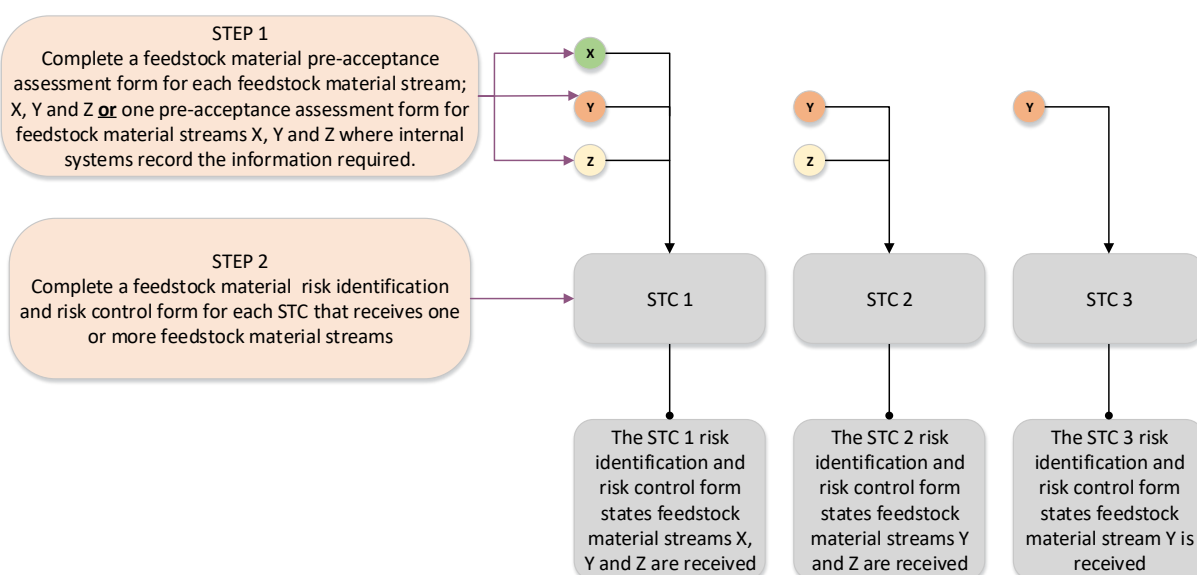 STEP 1
Complete a feedstock material pre-acceptance
assessment form for each feedstock material stream;
X, Y and Z or one pre-acceptance assessment form for
feedstock material streams X, Y and Z where internal
systems record the information required.
X
Y
Z
Y
Z
Y
STEP 2
Complete a feedstock material risk identification
and risk control form for each STC that receives one
or more feedstock material streams
STC 1
STC 2
STC 3
The STC 1 risk
identification and
risk control form
states feedstock
material streams X,
Y and Z are received
The STC 2 risk
identification and
risk control form
states feedstock
material streams Y
and Z are received
The STC 3 risk
identification and
risk control form
states feedstock
material stream Y is
received